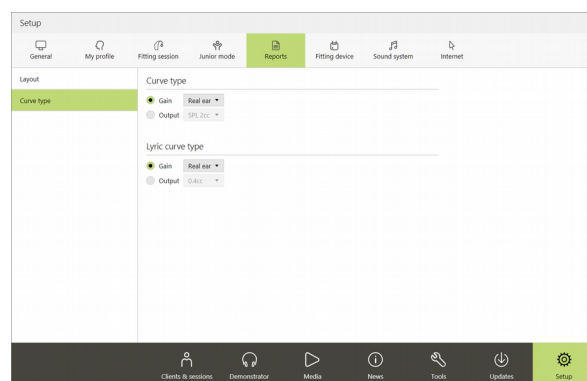 Setup
General My profile Fitting session Junior mode Reports Fitting device Sound system Internet
Layout
Curve type
Curve type
Gain Real ear
Output SPL 2cc
Lyric curve type
Gain Real ear
Output 0.4cc
Clients & sessions Demonstrator Media News Tools Updates Setup